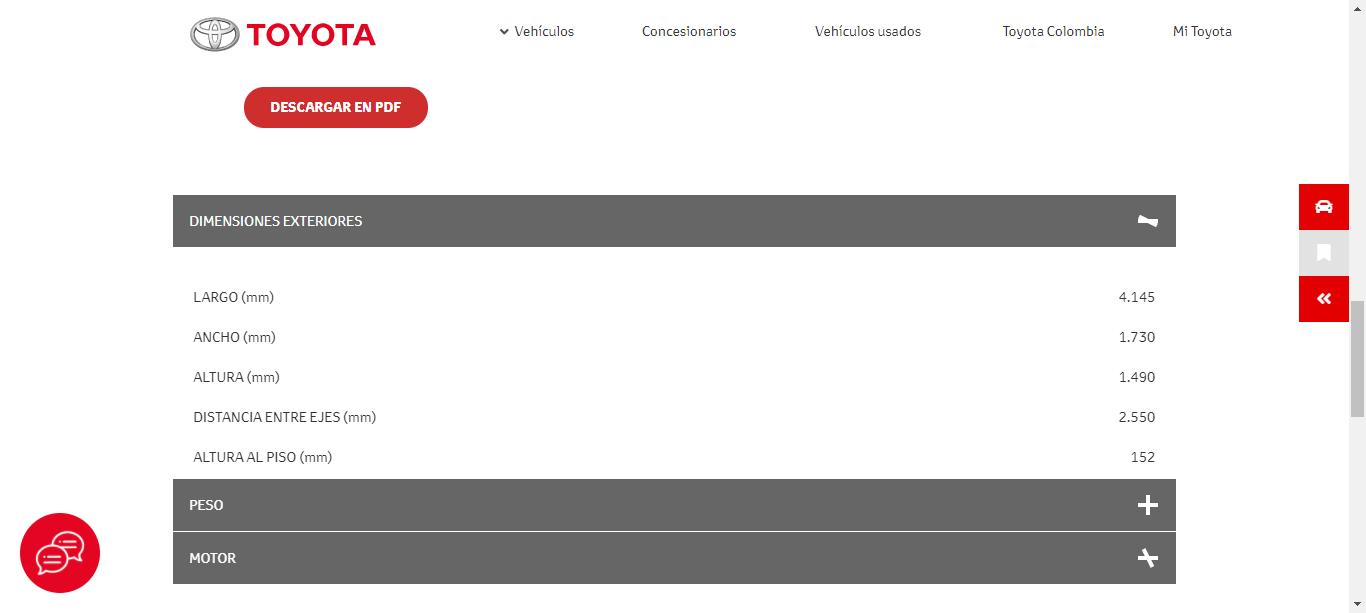 TOYOTA
Vehículos Concesionarios Vehículos usados Toyota Colombia Mi Toyota
DESCARGAR EN PDF
DIMENSIONES EXTERIORES
LARGO (mm) 4.145
ANCHO (mm) 1.730
ALTURA (mm) 1.490
DISTANCIA ENTRE EJES (mm) 2.550
ALTURA AL PISO (mm) 152
PESO
MOTOR